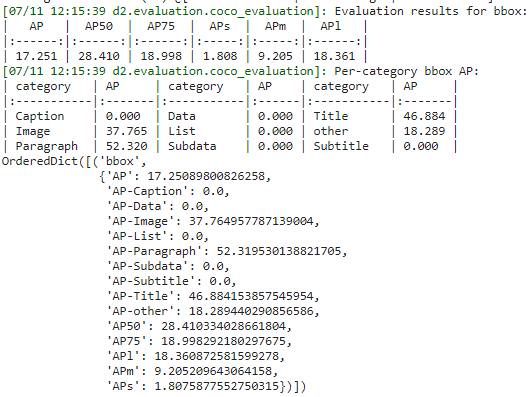 [07/11 12:15:39 d2.evaluation.coco_evaluation]: Evaluation results for bbox:
|   AP   |  AP50  |  AP75  |  APs  |  APm  |  APl   |
|:------:|:------:|:------:|:-----:|:-----:|:------:|
| 17.251 | 28.410 | 18.998 | 1.808 | 9.205 | 18.361 |
[07/11 12:15:39 d2.evaluation.coco_evaluation]: Per-category bbox AP:
| category   | AP     | category   | AP    | category   | AP     |
|:-----------|:-------|:-----------|:------|:-----------|:-------|
| Caption    | 0.000  | Data       | 0.000 | Title      | 46.884 |
| Image      | 37.765 | List       | 0.000 | other      | 18.289 |
| Paragraph  | 52.320 | Subdata    | 0.000 | Subtitle   | 0.000  |
OrderedDict([('bbox',
{'AP': 17.25089800826258,
'AP-Caption': 0.0,
'AP-Data': 0.0,
'AP-Image': 37.764957787139004,
'AP-List': 0.0,
'AP-Paragraph': 52.319530138821705,
'AP-Subdata': 0.0,
'AP-Subtitle': 0.0,
'AP-Title': 46.884153857545954,
'AP-other': 18.289440290856586,
'AP50': 28.410334028661804,
'AP75': 18.998292180297675,
'APl': 18.360872581599278,
'APm': 9.205209643064158,
'APs': 1.8075877552750315})])